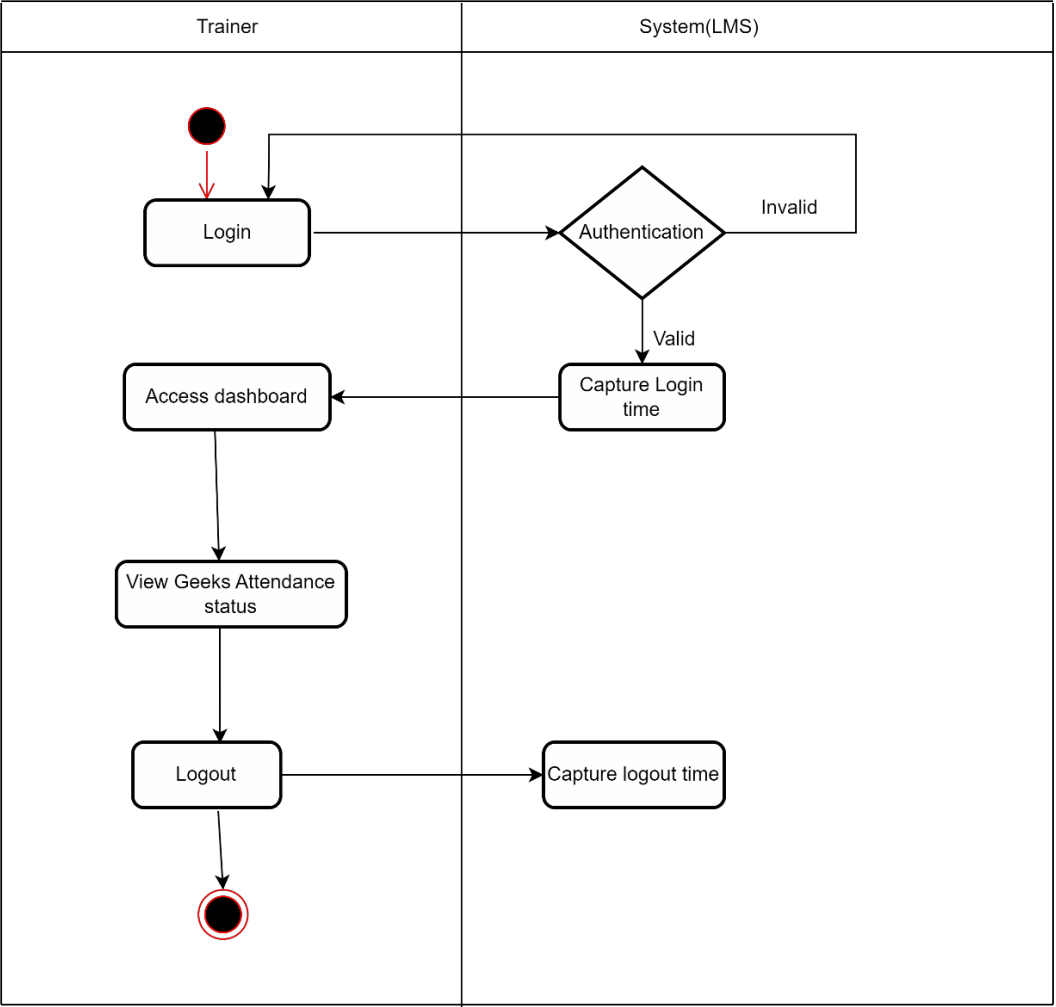 Trainer
System(LMS)
Login
Authentication
Invalid
Valid
Access dashboard
Capture Login
time
View Geeks Attendance
status
Logout
Capture logout time